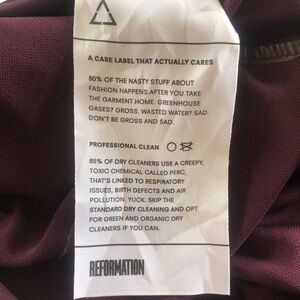 A CARE LABEL THAT ACTUALLY CARES
80% OF THE NASTY STUFF ABOUT
FASHION HAPPENS AFTER YOU TAKE
THE GARMENT HOME. GREENHOUSE
GASES? GROSS. WASTED WATER? SAD.
DON'T BE GROSS AND SAD.
PROFESSIONAL CLEAN
85% OF DRY CLEANERS USE A CREEPY,
TOXIC CHEMICAL CALLED PERC,
THAT'S LINKED TO RESPIRATORY
ISSUES, BIRTH DEFECTS AND AIR
POLLUTION. YUCK. SKIP THE
STANDARD DRY CLEANING AND OPT
FOR GREEN AND ORGANIC DRY
CLEANERS IF YOU CAN.
REFORMATION